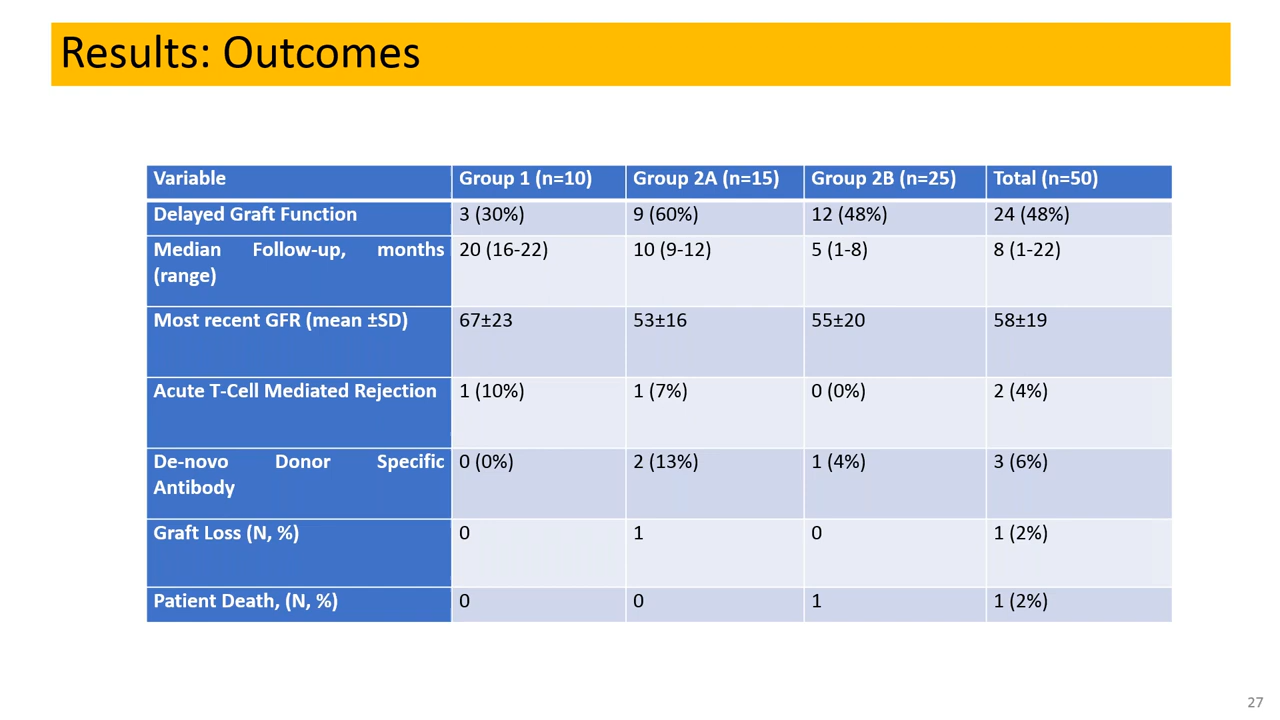 Results: Outcomes
Variable Group 1 (n=10) Group 2A (n=15) Group 2B (n=25) Total (n=50)
Delayed Graft Function 3 (30%) 9 (60%) 12 (48%) 24 (48%)
Median Follow-up, months 20 (16-22) 10 (9-12) 5 (1-8) 8 (1-22)
(range)
Most recent GFR (mean ±SD) 67±23 53±16 55±20 58±19
Acute T-Cell Mediated Rejection 1 (10%) 1 (7%) 0 (0%) 2 (4%)
De-novo Donor Specific 0 (0%) 2 (13%) 1 (4%) 3 (6%)
Antibody
Graft Loss (N, %) 0 1 0 1 (2%)
Patient Death, (N, %) 0 0 1 1 (2%)
27